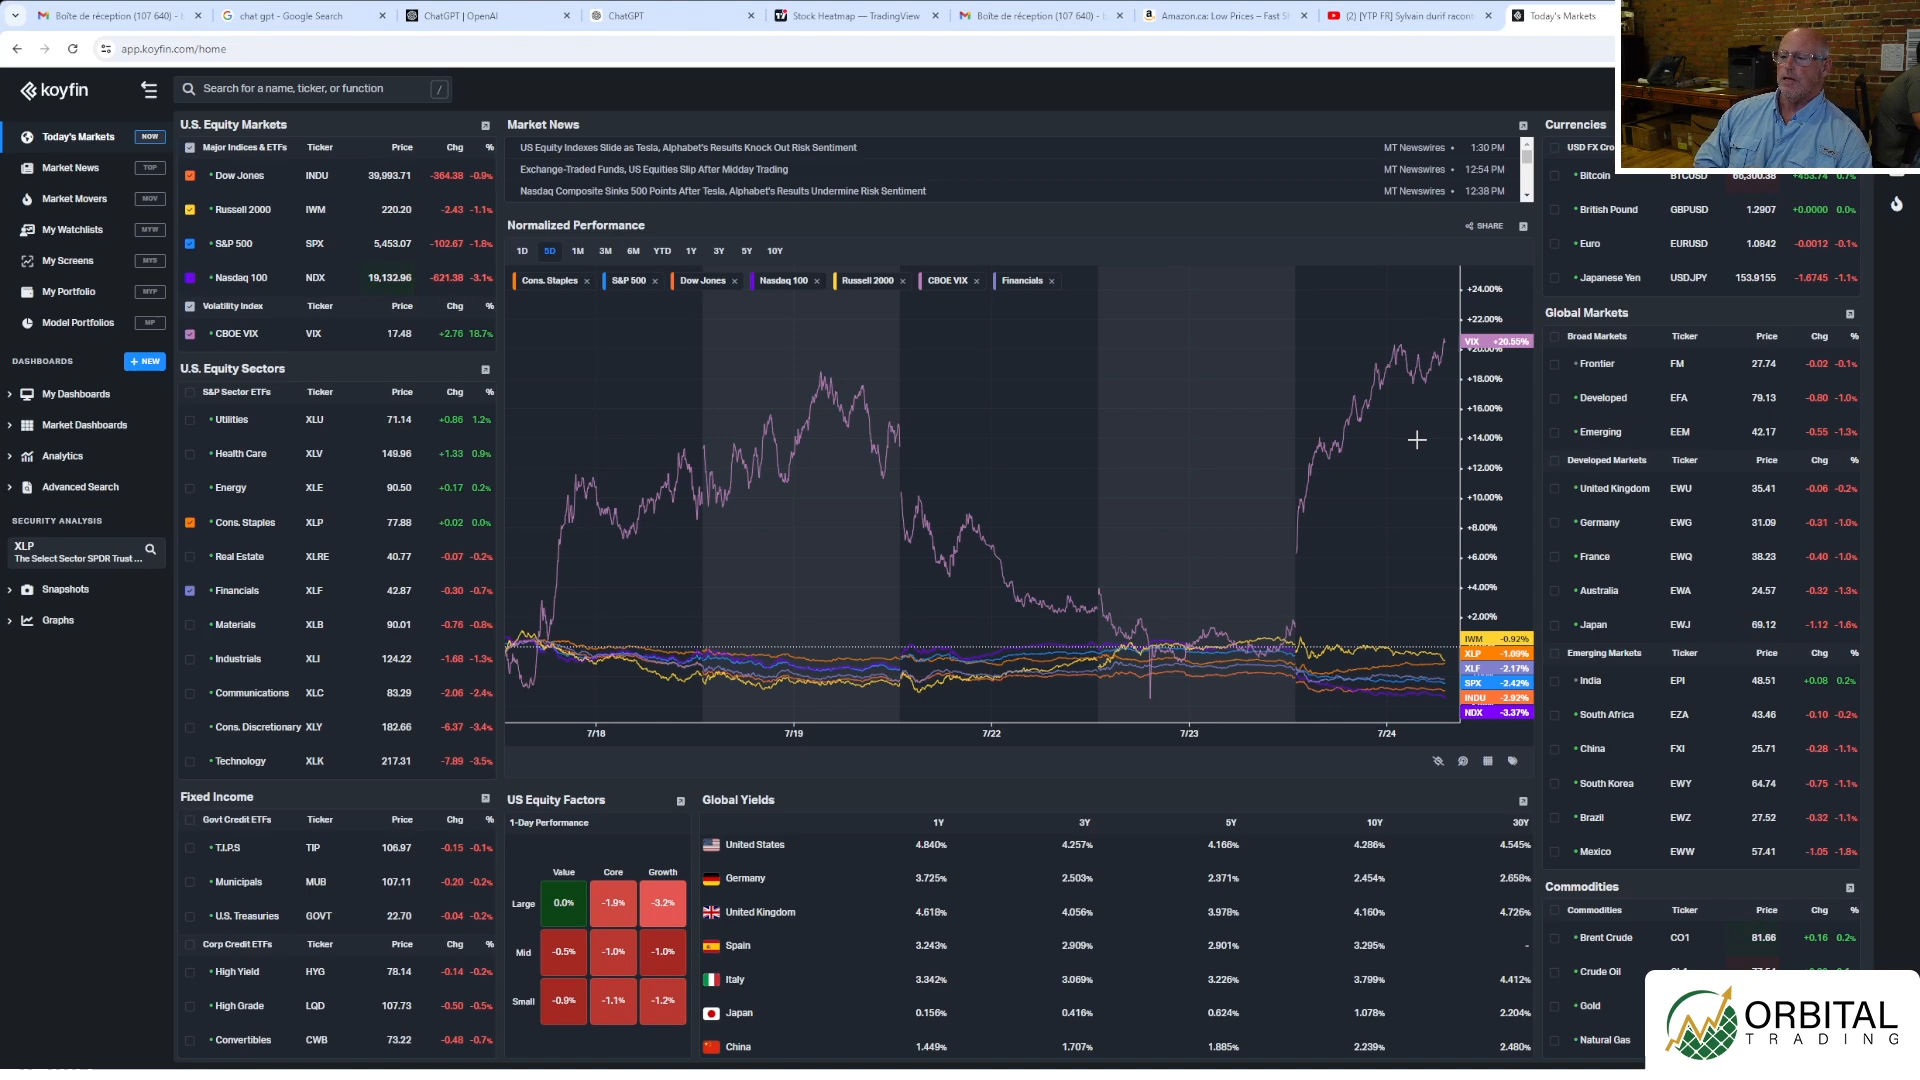 Boîte de réception (107 640) - b
chat gpt - Google Search
ChatGPT | OpenAI
ChatGPT
Stock Heatmap — TradingView
Boîte de réception (107 640) - b
Amazon.ca: Low Prices – Fast Sh
(2) [YTP FR] Sylvain durif racont
Today's Markets
app.koyfin.com/home
koyfin
Search for a name, ticker, or function /
Today's Markets NOW
Market News TOP
Market Movers MOV
My Watchlists MYW
My Screens MYS
My Portfolio MYP
Model Portfolios MP
DASHBOARDS + NEW
My Dashboards
Market Dashboards
Analytics
Advanced Search
SECURITY ANALYSIS
XLP
The Select Sector SPDR Trust ...
Snapshots
Graphs
U.S. Equity Markets
Major Indices & ETFs Ticker Price Chg %
Dow Jones INDU 39,993.71 -364.38 -0.9%
Russell 2000 IWM 220.20 -2.43 -1.1%
S&P 500 SPX 5,453.07 -102.67 -1.8%
Nasdaq 100 NDX 19,132.96 -621.38 -3.1%
Volatility Index Ticker Price Chg %
CBOE VIX VIX 17.48 +2.76 18.7%
U.S. Equity Sectors
S&P Sector ETFs Ticker Price Chg %
Utilities XLU 71.14 +0.86 1.2%
Health Care XLV 149.96 +1.33 0.9%
Energy XLE 90.50 +0.17 0.2%
Cons. Staples XLP 77.88 +0.02 0.0%
Real Estate XLRE 40.77 -0.07 -0.2%
Financials XLF 42.87 -0.30 -0.7%
Materials XLB 90.01 -0.76 -0.8%
Industrials XLI 124.22 -1.68 -1.3%
Communications XLC 83.29 -2.06 -2.4%
Cons. Discretionary XLY 182.66 -6.37 -3.4%
Technology XLK 217.31 -7.89 -3.5%
Fixed Income
Govt Credit ETFs Ticker Price Chg %
T.I.P.S TIP 106.97 -0.15 -0.1%
Municipals MUB 107.11 -0.20 -0.2%
U.S. Treasuries GOVT 22.70 -0.04 -0.2%
Corp Credit ETFs Ticker Price Chg %
High Yield HYG 78.14 -0.14 -0.2%
High Grade LQD 107.73 -0.50 -0.5%
Convertibles CWB 73.22 -0.48 -0.7%
Market News
US Equity Indexes Slide as Tesla, Alphabet's Results Knock Out Risk Sentiment MT Newswires • 1:30 PM
Exchange-Traded Funds, US Equities Slip After Midday Trading MT Newswires • 12:54 PM
Nasdaq Composite Sinks 500 Points After Tesla, Alphabet's Results Undermine Risk Sentiment MT Newswires • 12:38 PM
Normalized Performance SHARE
1D 5D 1M 3M 6M YTD 1Y 3Y 5Y 10Y
Cons. Staples × S&P 500 × Dow Jones × Nasdaq 100 × Russell 2000 × CBOE VIX × Financials ×
+24.00%
+22.00%
VIX +20.55%
+20.00%
+18.00%
+16.00%
+14.00%
+12.00%
+10.00%
+8.00%
+6.00%
+4.00%
+2.00%
IWM -0.92%
XLP -1.09%
XLF -2.17%
SPX -2.42%
INDU -2.92%
NDX -3.37%
7/18 7/19 7/22 7/23 7/24
US Equity Factors
1-Day Performance
Value Core Growth
Large 0.0% -1.9% -3.2%
Mid -0.5% -1.0% -1.0%
Small -0.9% -1.1% -1.2%
Global Yields
1Y 3Y 5Y 10Y 30Y
United States 4.840% 4.257% 4.166% 4.286% 4.545%
Germany 3.725% 2.503% 2.371% 2.454% 2.658%
United Kingdom 4.618% 4.056% 3.978% 4.160% 4.726%
Spain 3.243% 2.909% 2.901% 3.295% -
Italy 3.342% 3.069% 3.226% 3.799% 4.412%
Japan 0.156% 0.416% 0.624% 1.078% 2.204%
China 1.449% 1.707% 1.885% 2.239% 2.480%
Currencies
USD FX Cro
Bitcoin BTCUSD 66,300.38 +453.74 0.7%
British Pound GBPUSD 1.2907 +0.0000 0.0%
Euro EURUSD 1.0842 -0.0012 -0.1%
Japanese Yen USDJPY 153.9155 -1.6745 -1.1%
Global Markets
Broad Markets Ticker Price Chg %
Frontier FM 27.74 -0.02 -0.1%
Developed EFA 79.13 -0.80 -1.0%
Emerging EEM 42.17 -0.55 -1.3%
Developed Markets Ticker Price Chg %
United Kingdom EWU 35.41 -0.06 -0.2%
Germany EWG 31.09 -0.31 -1.0%
France EWQ 38.23 -0.40 -1.0%
Australia EWA 24.57 -0.32 -1.3%
Japan EWJ 69.12 -1.12 -1.6%
Emerging Markets Ticker Price Chg %
India EPI 48.51 +0.08 0.2%
South Africa EZA 43.46 -0.10 -0.2%
China FXI 25.71 -0.28 -1.1%
South Korea EWY 64.74 -0.75 -1.1%
Brazil EWZ 27.52 -0.32 -1.1%
Mexico EWW 57.41 -1.05 -1.8%
Commodities
Commodities Ticker Price Chg %
Brent Crude CO1 81.66 +0.16 0.2%
Crude Oil
Gold
Natural Gas
ORBITAL
TRADING